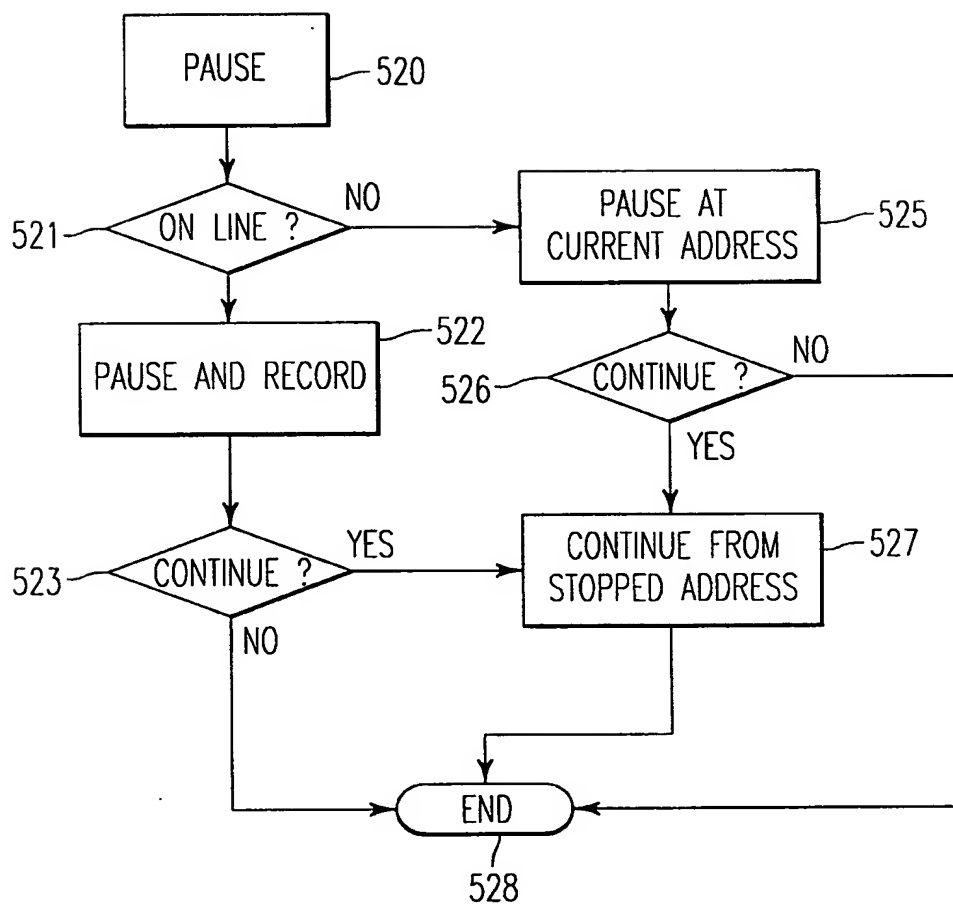 PAUSE
520
ON LINE ?
521
NO
PAUSE AT
CURRENT ADDRESS
525
PAUSE AND RECORD
522
CONTINUE ?
526
NO
YES
CONTINUE ?
523
YES
NO
CONTINUE FROM
STOPPED ADDRESS
527
END
528